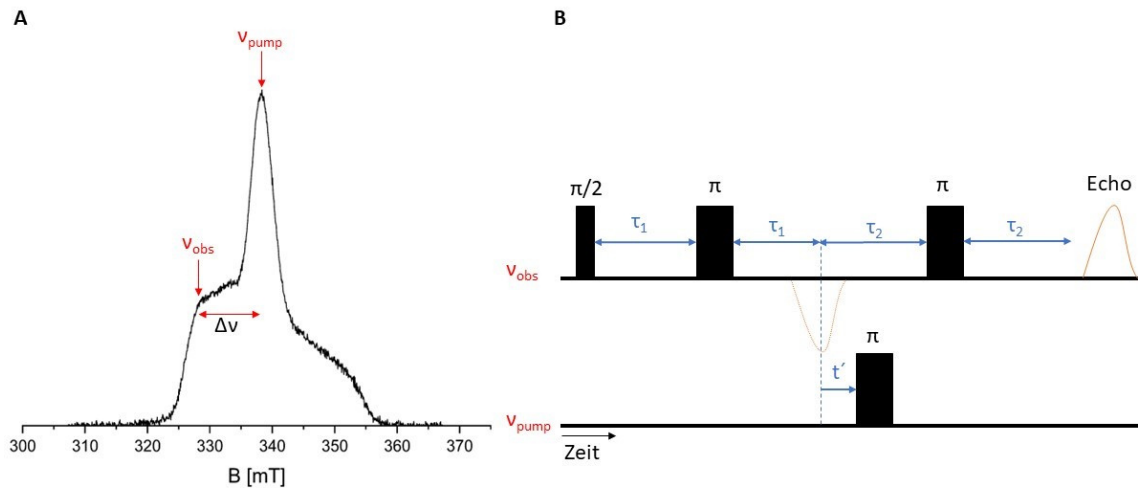 A
ν_pump
ν_obs
Δν
300 310 320 330 340 350 360 370
B [mT]
B
π/2 π π Echo
τ₁ τ₁ τ₂ τ₂
ν_obs
π
t´
ν_pump
Zeit